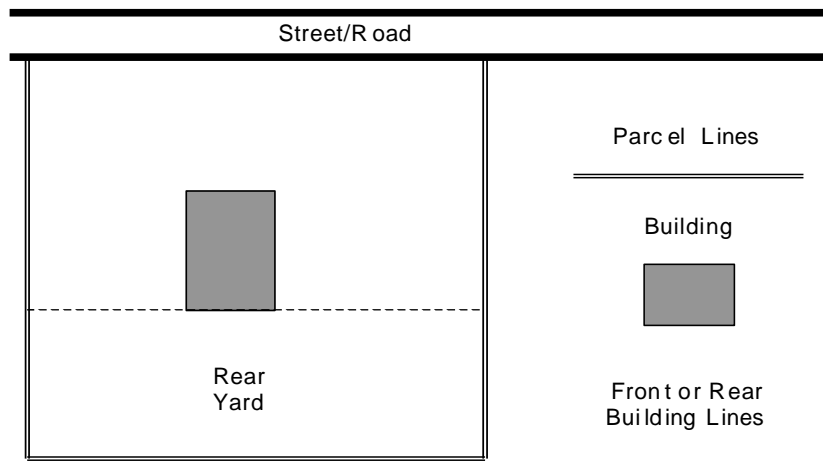 Street/Road
Parcel Lines
Building
Rear
Yard
Front or Rear
Building Lines